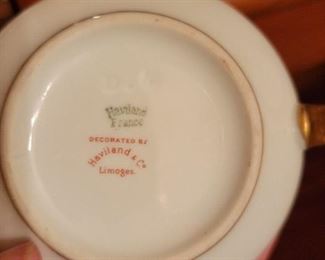 Haviland
France
DECORATED BY
Haviland & Co
Limoges.